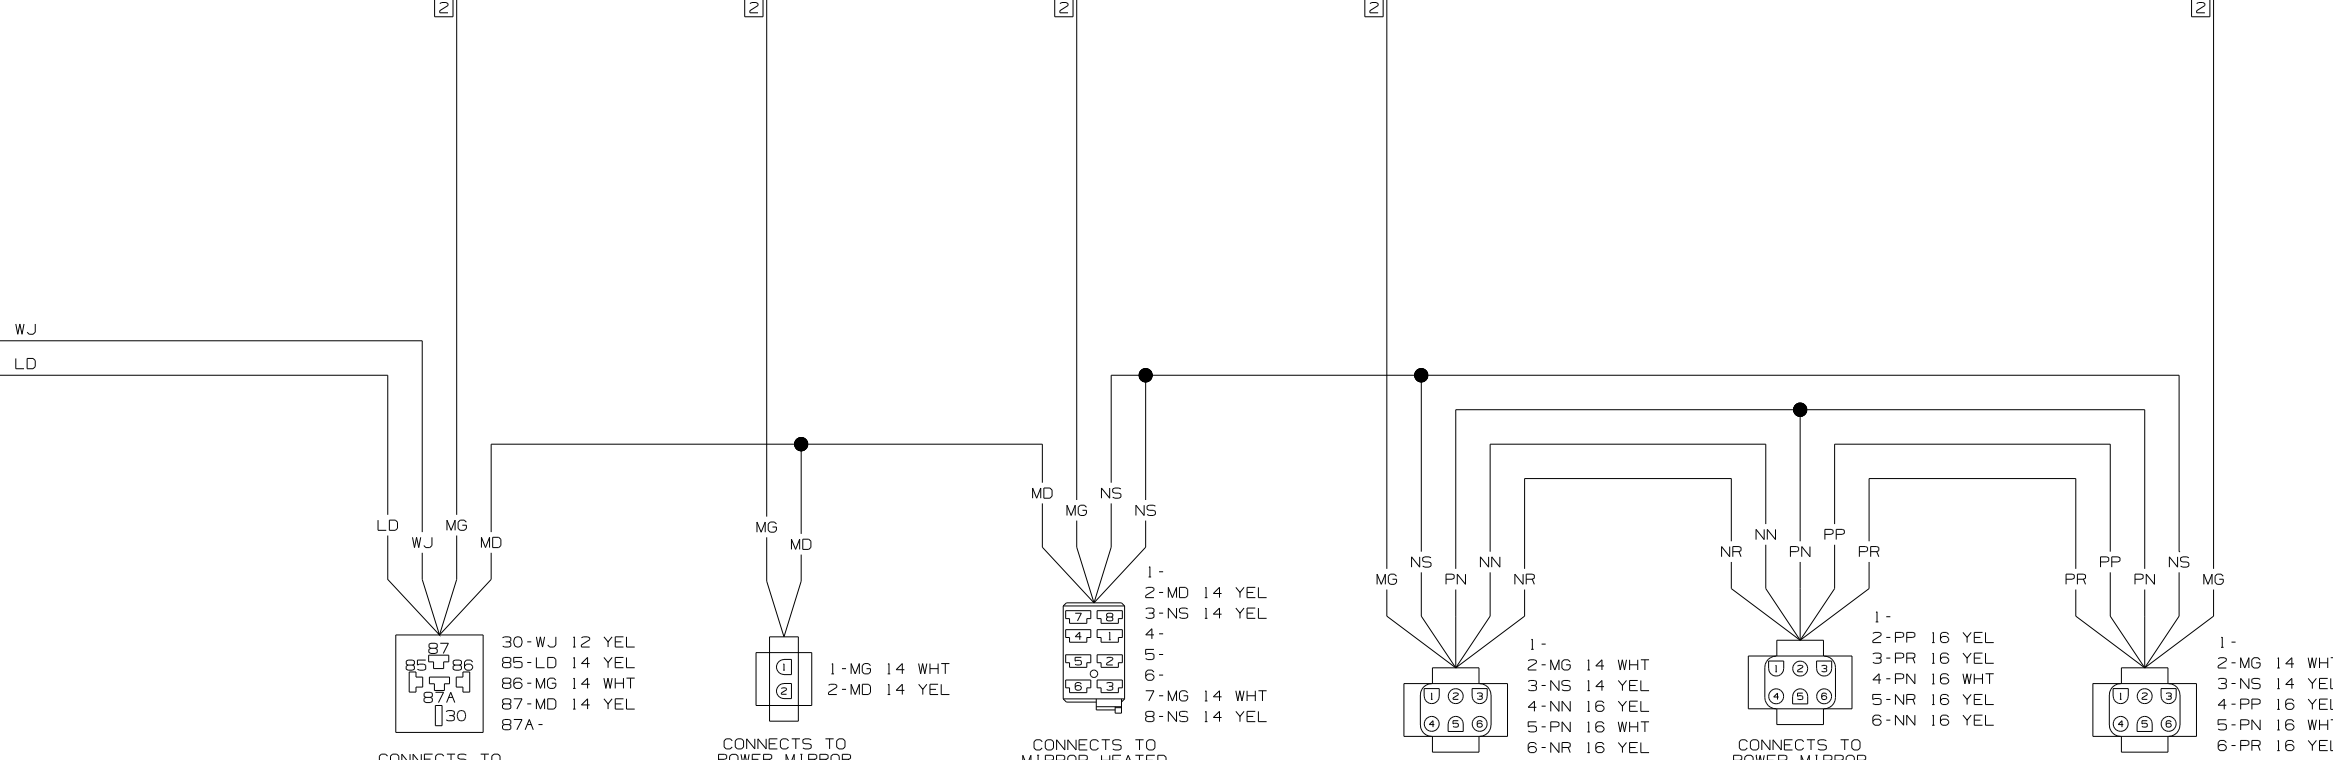 2 2 2 2 2
WJ
LD
MD NS
MG NS
LD MG MG
WJ MD MD
NN PP
NR PN PR
NS NN PP NS
MG PN NR PR PN MG
87
85 86
87A
30
30-WJ 12 YEL
85-LD 14 YEL
86-MG 14 WHT
87-MD 14 YEL
87A-
CONNECTS TO
1
2
1-MG 14 WHT
2-MD 14 YEL
CONNECTS TO
POWER MIRROR
7 8
4 1
5 2
6 3
1-
2-MD 14 YEL
3-NS 14 YEL
4-
5-
6-
7-MG 14 WHT
8-NS 14 YEL
CONNECTS TO
MIRROR HEATED
1 2 3
4 5 6
1-
2-MG 14 WHT
3-NS 14 YEL
4-NN 16 YEL
5-PN 16 WHT
6-NR 16 YEL
1 2 3
4 5 6
1-
2-PP 16 YEL
3-PR 16 YEL
4-PN 16 WHT
5-NR 16 YEL
6-NN 16 YEL
CONNECTS TO
POWER MIRROR
1 2 3
4 5 6
1-
2-MG 14 WHT
3-NS 14 YEL
4-PP 16 YEL
5-PN 16 WHT
6-PR 16 YEL